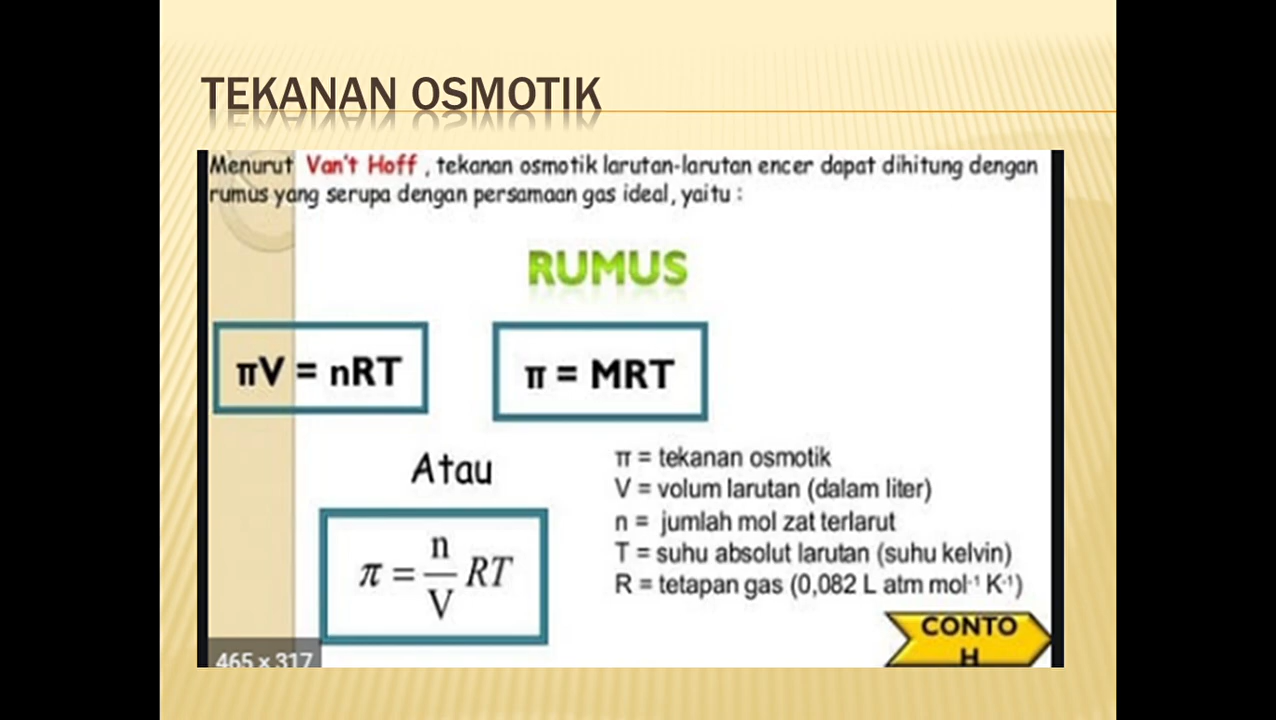 TEKANAN OSMOTIK
Menurut Van't Hoff , tekanan osmotik larutan-larutan encer dapat dihitung dengan
rumus yang serupa dengan persamaan gas ideal, yaitu :
RUMUS
πV = nRT
π = MRT
Atau
π = n/V RT
π = tekanan osmotik
V = volum larutan (dalam liter)
n = jumlah mol zat terlarut
T = suhu absolut larutan (suhu kelvin)
R = tetapan gas (0,082 L atm mol⁻¹ K⁻¹)
CONTO
H
465 x 317